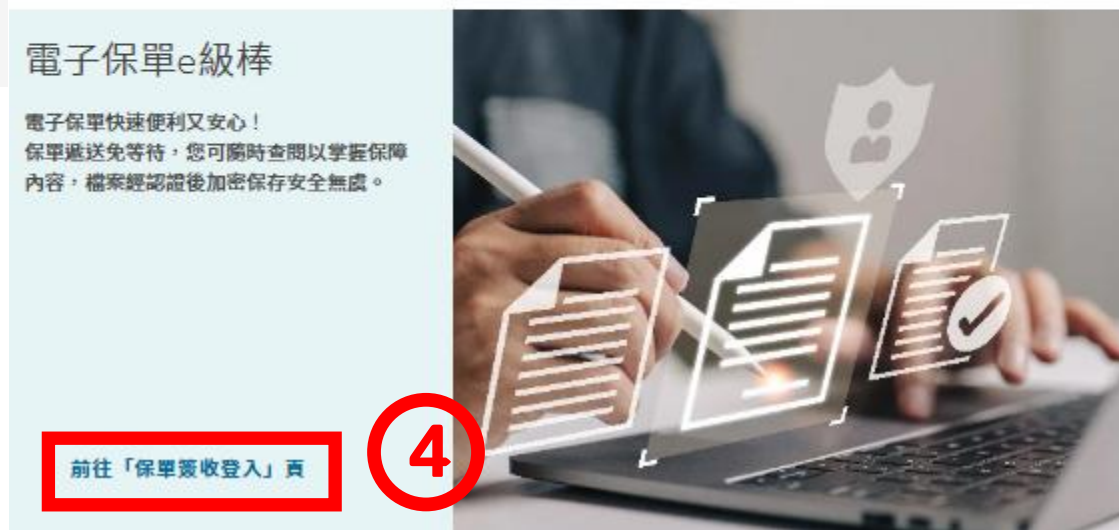 電子保單e級棒
電子保單快速便利又安心！
保單遞送免等待，您可隨時查閱以掌握保障
內容，檔案經認證後加密保存安全無虞。
前往「保單簽收登入」頁
4